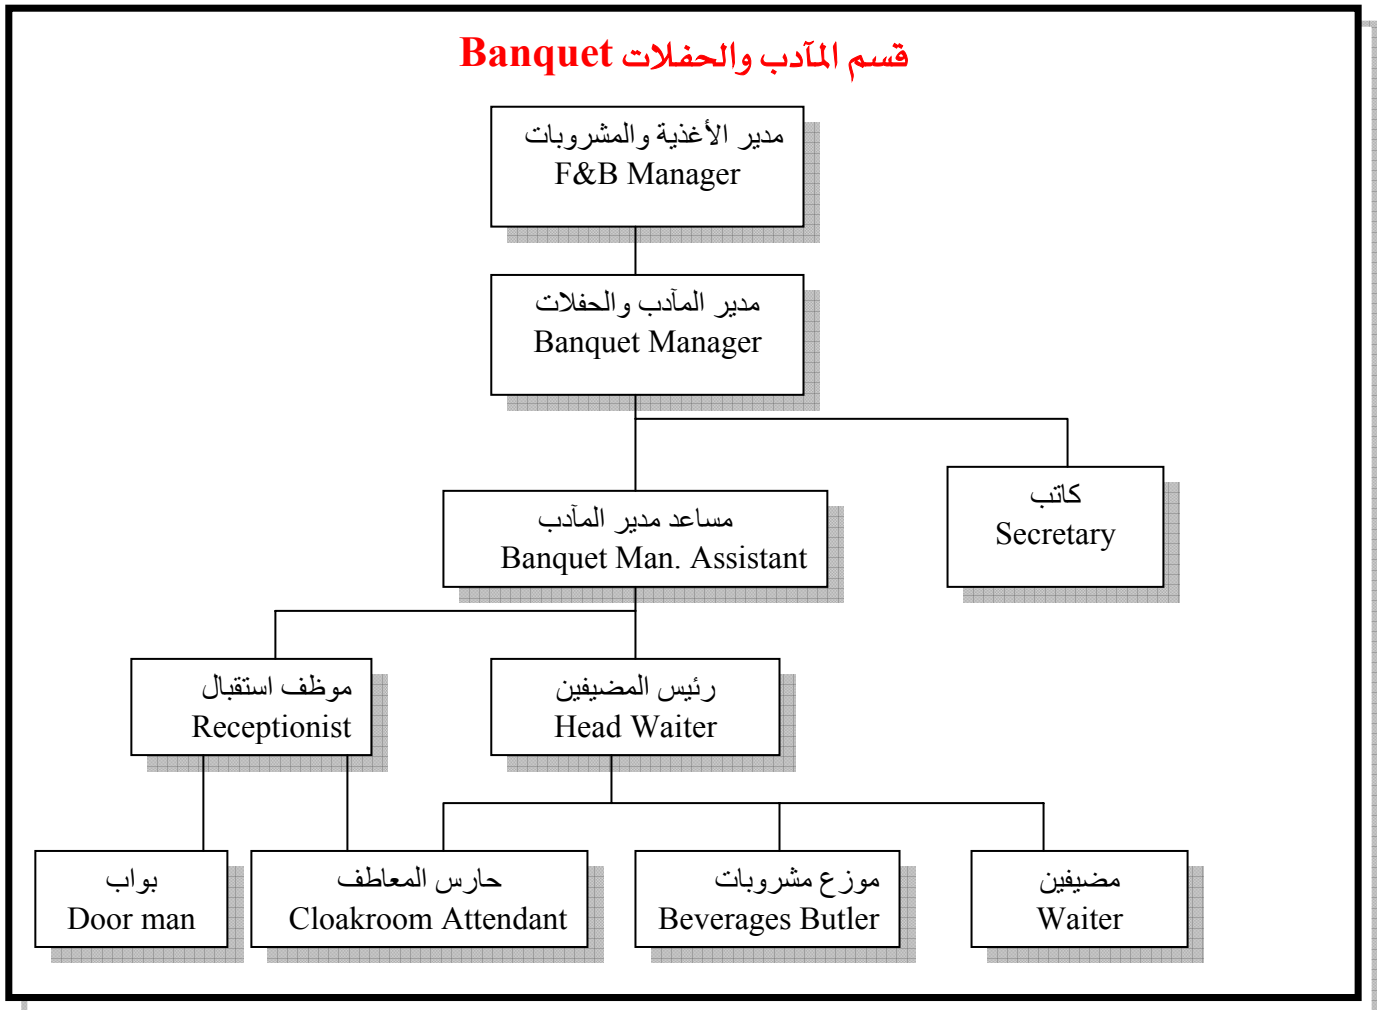 قسم المآدب والحفلات Banquet
مدير الأغذية والمشروبات
F&B Manager
مدير المآدب والحفلات
Banquet Manager
كاتب
Secretary
مساعد مدير المآدب
Banquet Man. Assistant
موظف استقبال
Receptionist
رئيس المضيفين
Head Waiter
بواب
Door man
حارس المعاطف
Cloakroom Attendant
موزع مشروبات
Beverages Butler
مضيفين
Waiter